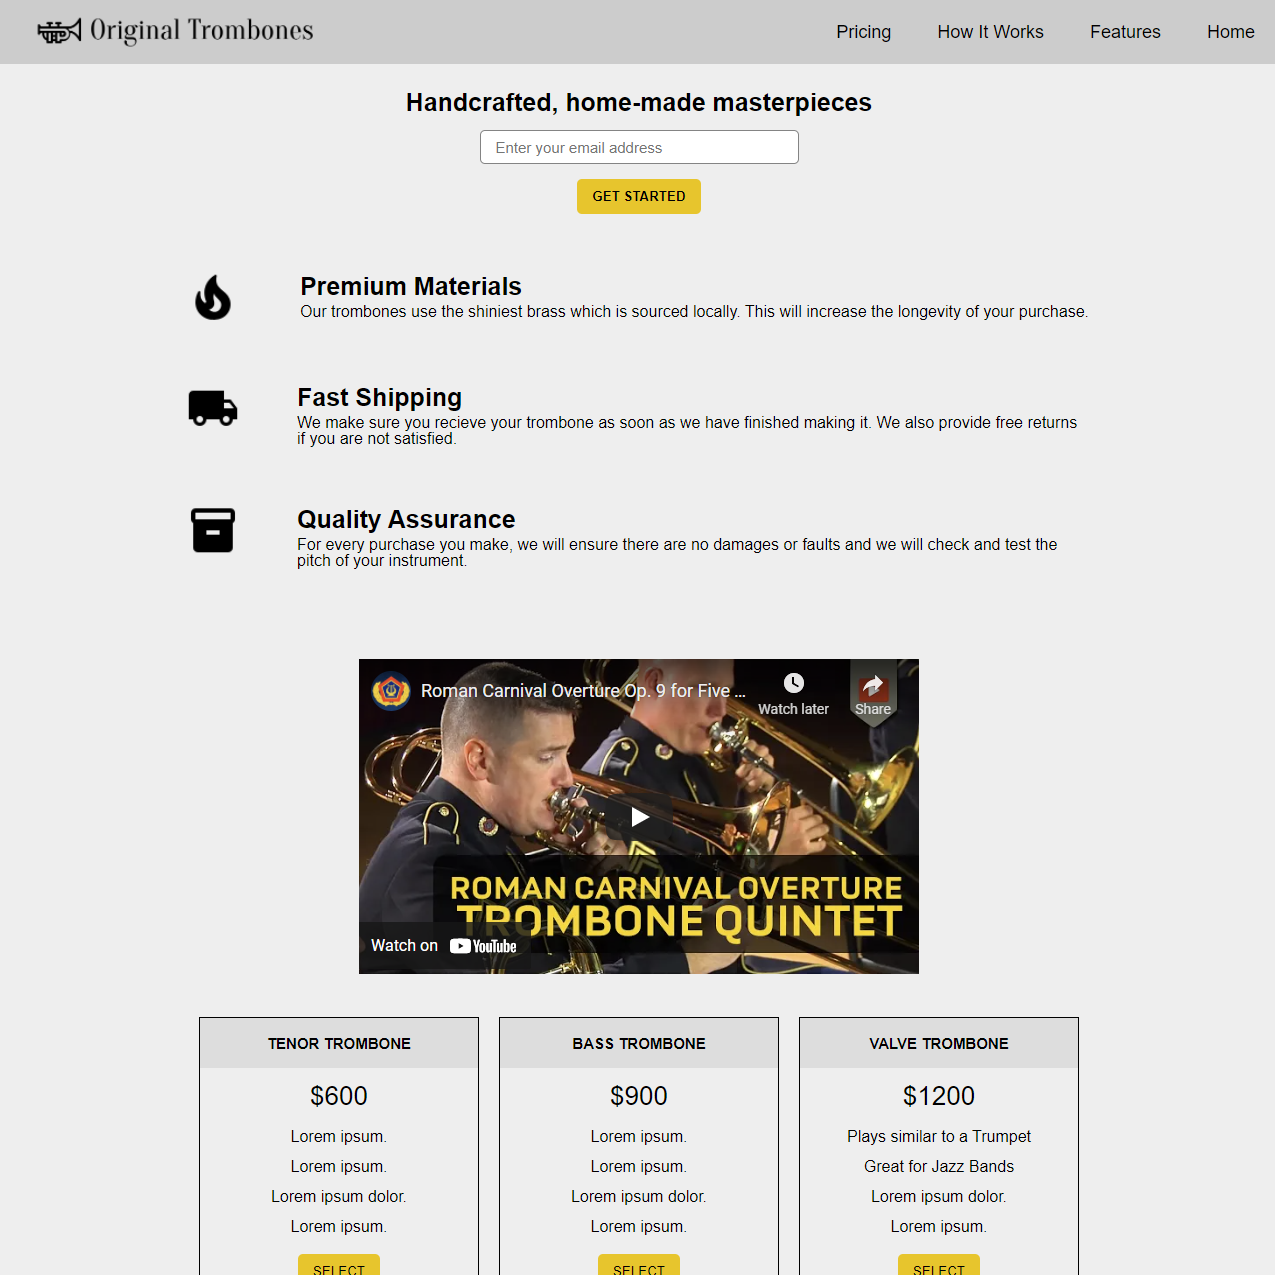 Original Trombones
Pricing
How It Works
Features
Home
Handcrafted, home-made masterpieces
Enter your email address
GET STARTED
Premium Materials
Our trombones use the shiniest brass which is sourced locally. This will increase the longevity of your purchase.
Fast Shipping
We make sure you recieve your trombone as soon as we have finished making it. We also provide free returns
if you are not satisfied.
Quality Assurance
For every purchase you make, we will ensure there are no damages or faults and we will check and test the
pitch of your instrument.
Roman Carnival Overture Op. 9 for Five ...
Watch later
Share
ROMAN CARNIVAL OVERTURE
TROMBONE QUINTET
Watch on YouTube
TENOR TROMBONE
$600
Lorem ipsum.
Lorem ipsum.
Lorem ipsum dolor.
Lorem ipsum.
SELECT
BASS TROMBONE
$900
Lorem ipsum.
Lorem ipsum.
Lorem ipsum dolor.
Lorem ipsum.
SELECT
VALVE TROMBONE
$1200
Plays similar to a Trumpet
Great for Jazz Bands
Lorem ipsum dolor.
Lorem ipsum.
SELECT